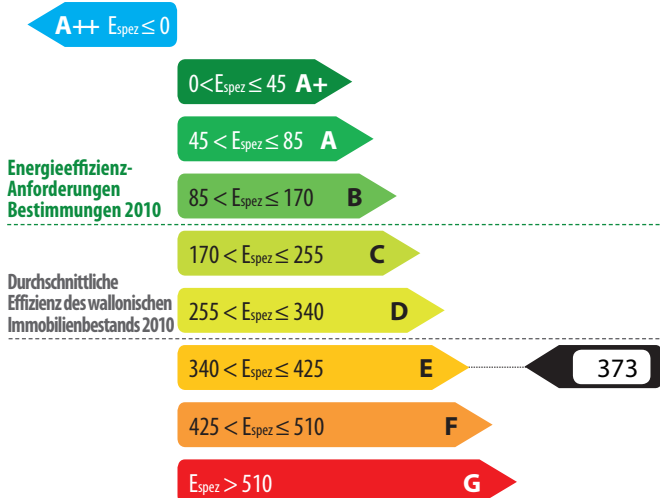 A++ Espez ≤ 0
0<Espez ≤ 45 A+
45 < Espez ≤ 85 A
Energieeffizienz-
Anforderungen
Bestimmungen 2010
85 < Espez ≤ 170 B
170 < Espez ≤ 255 C
Durchschnittliche
Effizienz des wallonischen
Immobilienbestands 2010
255 < Espez ≤ 340 D
340 < Espez ≤ 425 E
373
425 < Espez ≤ 510 F
Espez > 510 G